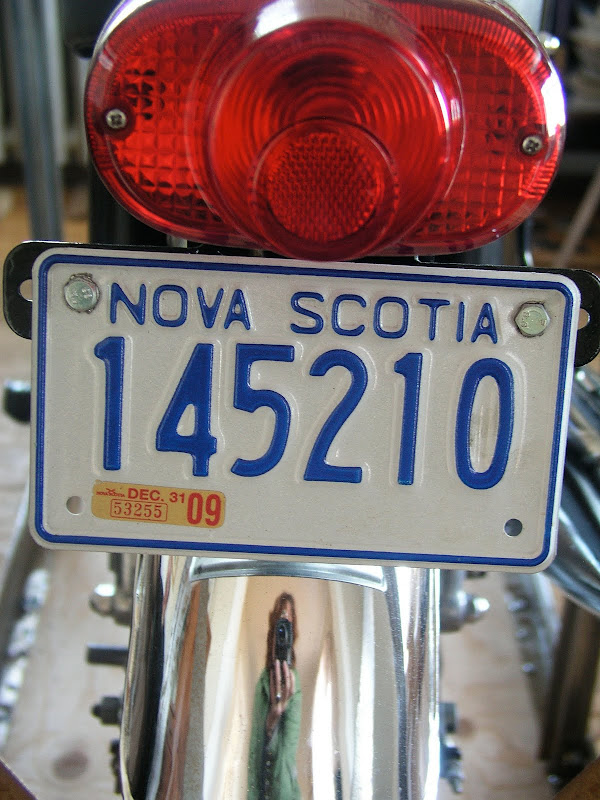 NOVA SCOTIA
145210
DEC. 31 09
53255